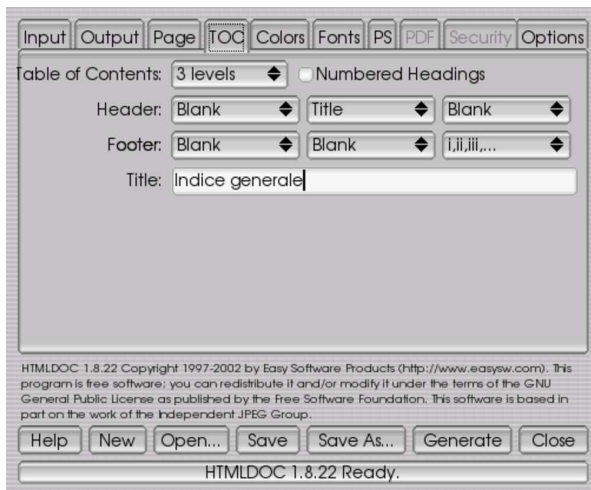 Input Output Page TOC Colors Fonts PS PDF Security Options
Table of Contents: 3 levels Numbered Headings
Header: Blank Title Blank
Footer: Blank Blank i,ii,iii,...
Title: Indice generale
HTMLDOC 1.8.22 Copyright 1997-2002 by Easy Software Products (http://www.easysw.com). This
program is free software; you can redistribute it and/or modify it under the terms of the GNU
General Public License as published by the Free Software Foundation. This software is based in
part on the work of the Independent JPEG Group.
Help New Open... Save Save As... Generate Close
HTMLDOC 1.8.22 Ready.